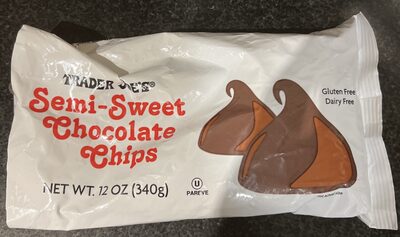 TRADER JOE'S®
Semi-Sweet
Chocolate
Chips
NET WT. 12 OZ (340g)
U
PAREVE
Gluten Free
Dairy Free